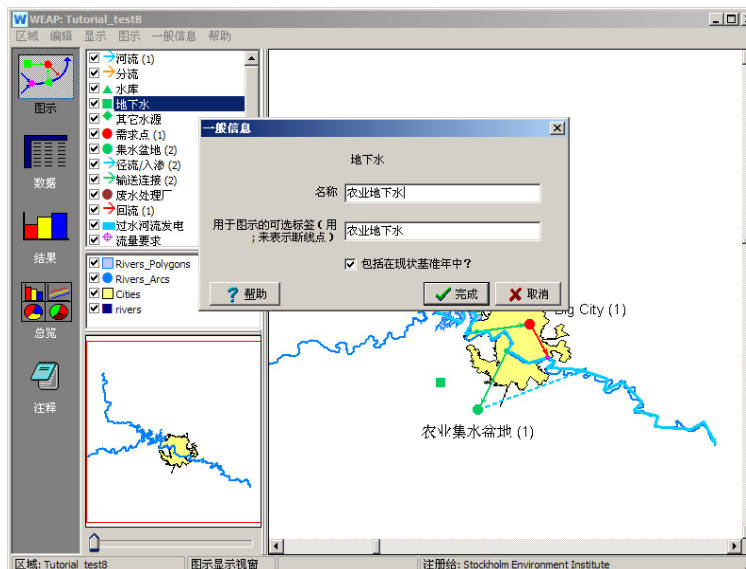 WEAP: Tutorial_test8
区域 编辑 显示 图示 一般信息 帮助
图示
数据
结果
总览
注释
河流 (1)
分流
水库
地下水
其它水源
需求点 (1)
集水盆地 (2)
径流/入渗 (2)
输送连接 (2)
废水处理厂
回流 (1)
过水河流发电
流量要求
Rivers_Polygons
Rivers_Arcs
Cities
rivers
一般信息
地下水
名称 农业地下水
用于图示的可选标签(用
;来表示断线点) 农业地下水
包括在现状基准年中?
? 帮助 完成 取消
Big City (1)
农业集水盆地 (1)
区域: Tutorial_test8 图示显示视窗 注册给: Stockholm Environment Institute